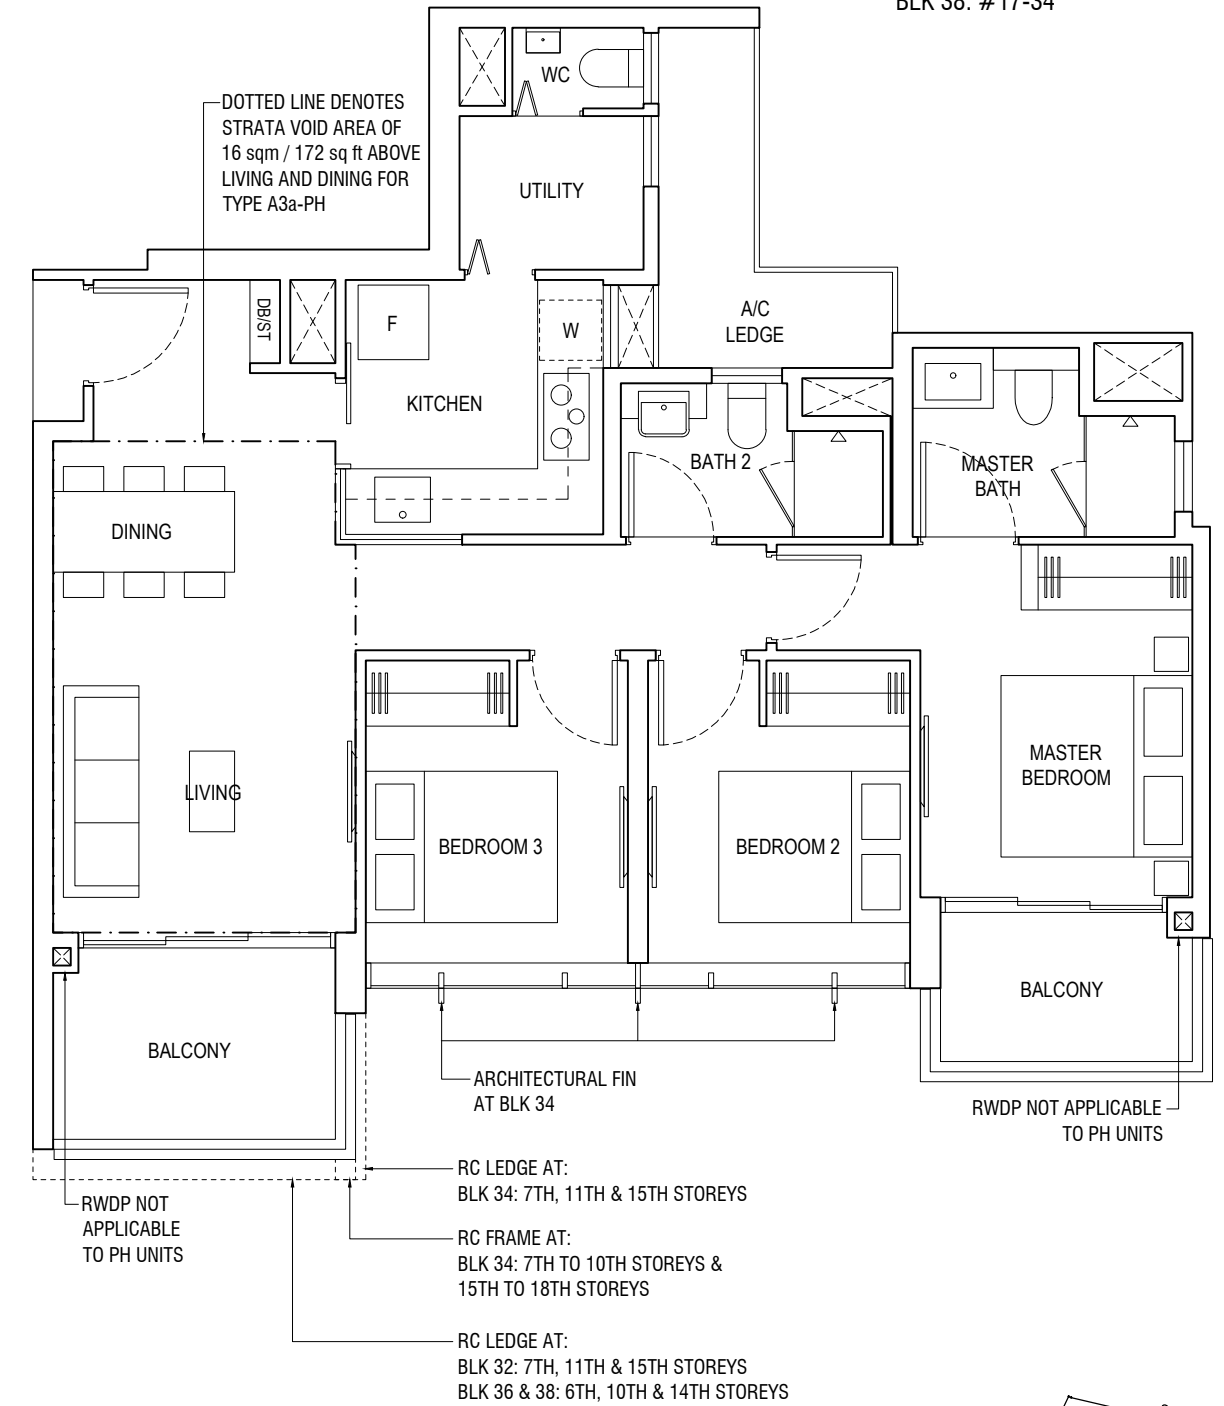 BLK 38: #17-34
WC
DOTTED LINE DENOTES
STRATA VOID AREA OF
16 sqm / 172 sq ft ABOVE
LIVING AND DINING FOR
TYPE A3a-PH
UTILITY
DB/ST
F
W
A/C
LEDGE
KITCHEN
BATH 2
MASTER
BATH
DINING
LIVING
MASTER
BEDROOM
BEDROOM 3
BEDROOM 2
BALCONY
BALCONY
ARCHITECTURAL FIN
AT BLK 34
RWDP NOT APPLICABLE
TO PH UNITS
RC LEDGE AT:
BLK 34: 7TH, 11TH & 15TH STOREYS
RWDP NOT
APPLICABLE
TO PH UNITS
RC FRAME AT:
BLK 34: 7TH TO 10TH STOREYS &
15TH TO 18TH STOREYS
RC LEDGE AT:
BLK 32: 7TH, 11TH & 15TH STOREYS
BLK 36 & 38: 6TH, 10TH & 14TH STOREYS